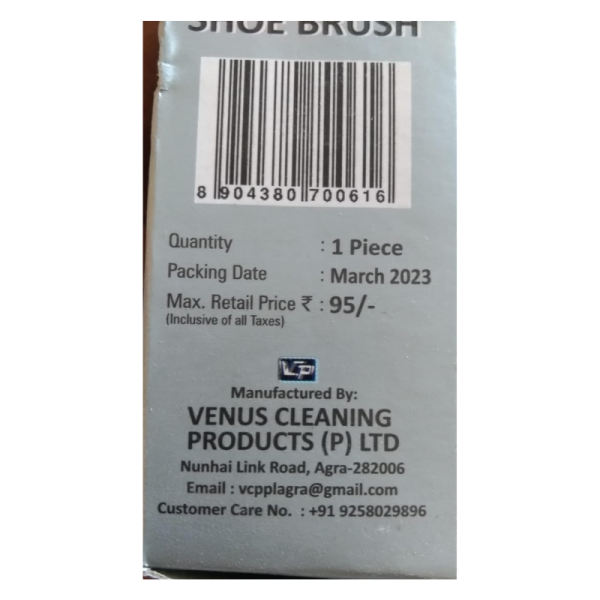 SHOE BRUSH
8 904380 700616
Quantity : 1 Piece
Packing Date : March 2023
Max. Retail Price ₹ : 95/-
(Inclusive of all Taxes)
VCP
Manufactured By:
VENUS CLEANING
PRODUCTS (P) LTD
Nunhai Link Road, Agra-282006
Email : vcpplagra@gmail.com
Customer Care No. : +91 9258029896